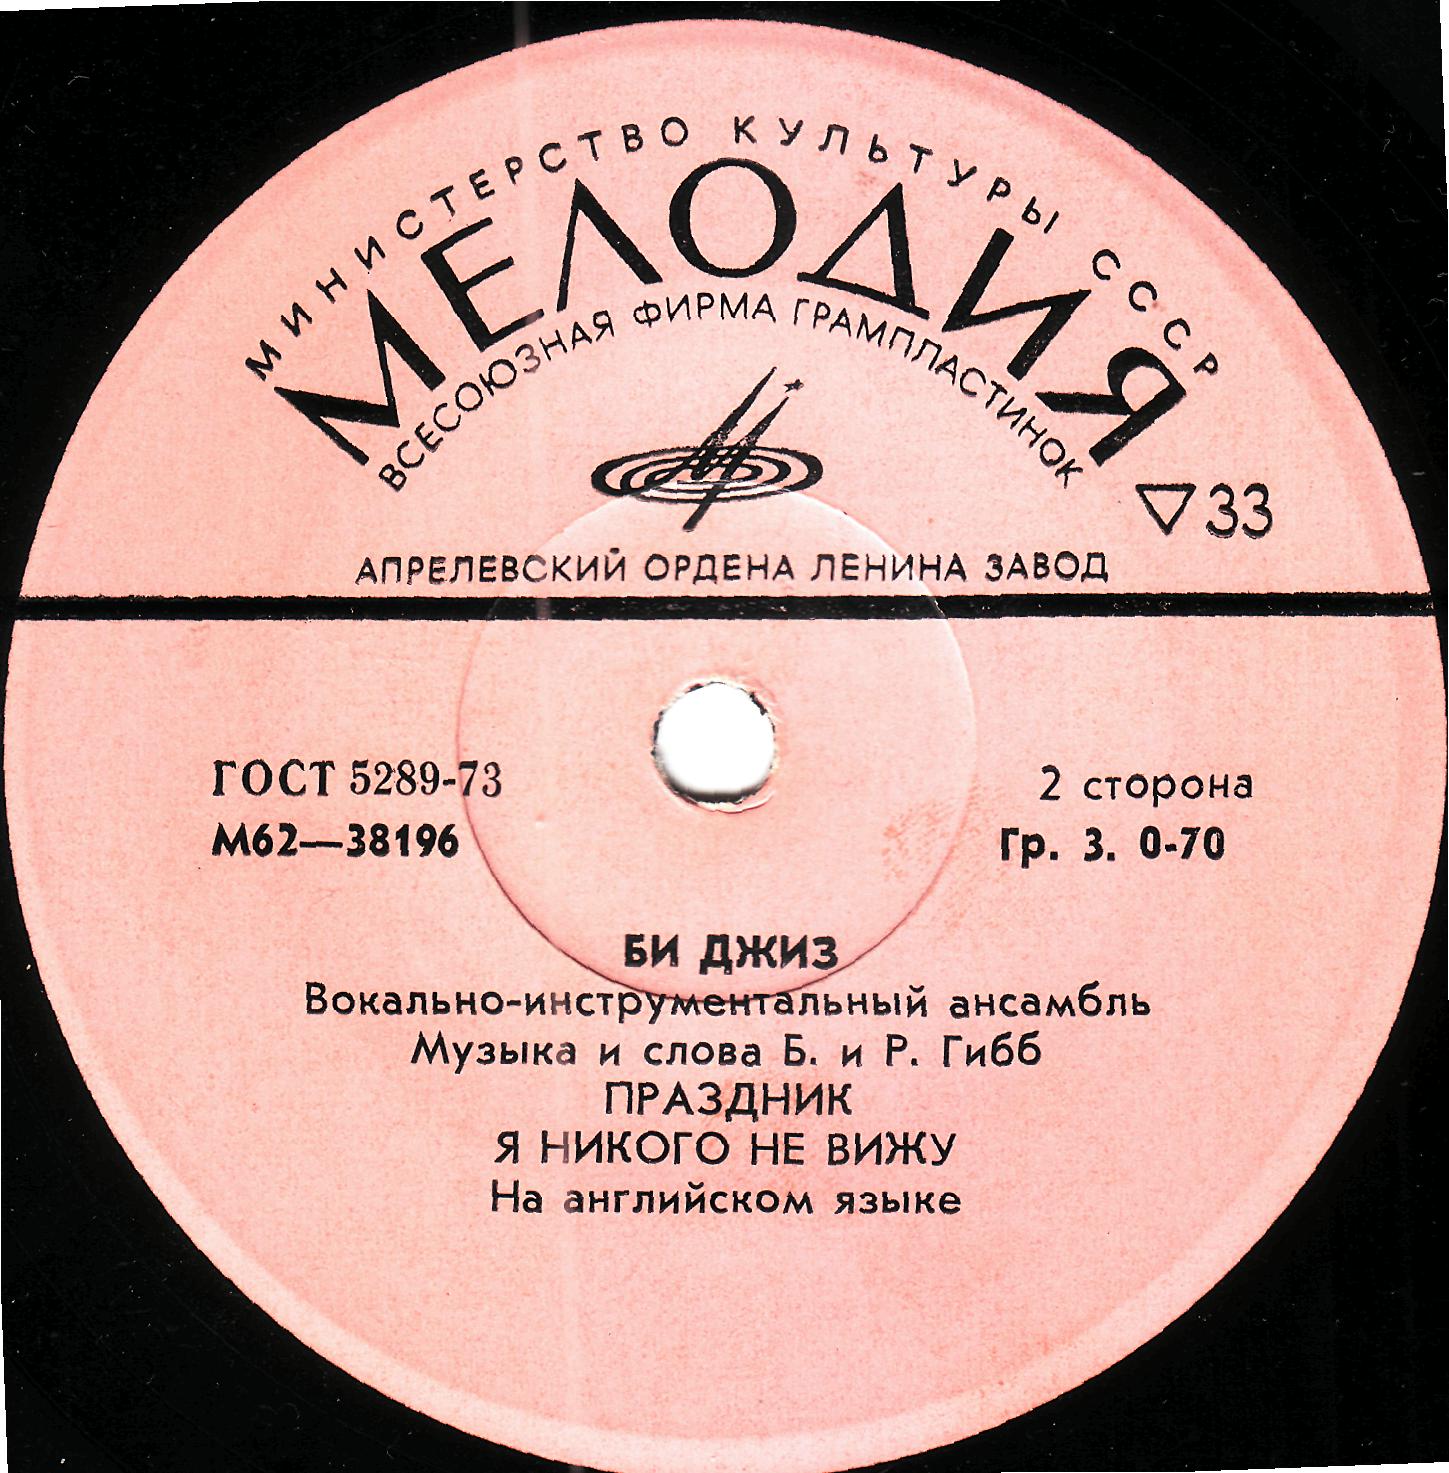 МИНИСТЕРСТВО КУЛЬТУРЫ СССР
МЕЛОДИЯ
ВСЕСОЮЗНАЯ ФИРМА ГРАМПЛАСТИНОК
▽33
АПРЕЛЕВСКИЙ ОРДЕНА ЛЕНИНА ЗАВОД
ГОСТ 5289-73
2 сторона
М62—38196
Гр. 3. 0-70
БИ ДЖИЗ
Вокально-инструментальный ансамбль
Музыка и слова Б. и Р. Гибб
ПРАЗДНИК
Я НИКОГО НЕ ВИЖУ
На английском языке